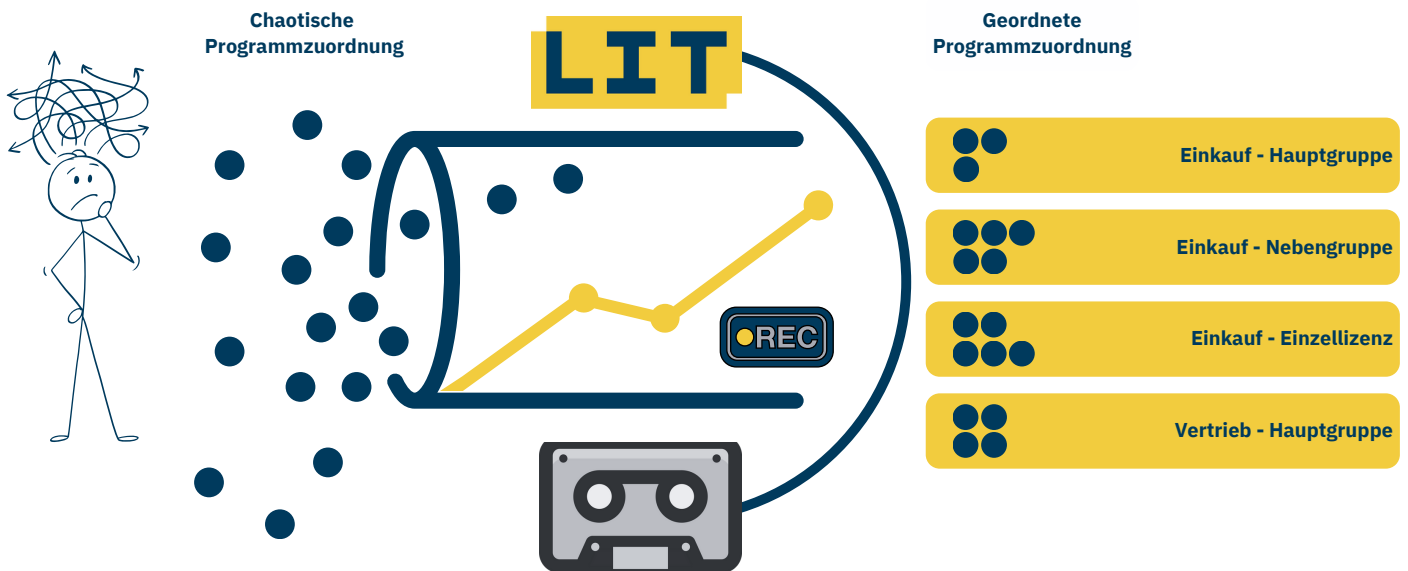 Chaotische
Programmzuordnung
LIT
Geordnete
Programmzuordnung
Einkauf - Hauptgruppe
Einkauf - Nebengruppe
Einkauf - Einzellizenz
Vertrieb - Hauptgruppe
REC